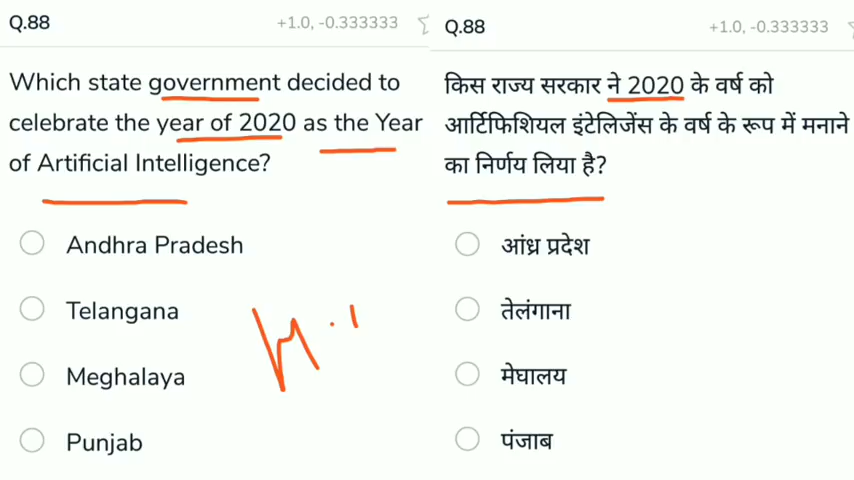 Q.88
+1.0, -0.333333
Which state government decided to
celebrate the year of 2020 as the Year
of Artificial Intelligence?
Andhra Pradesh
Telangana
Meghalaya
Punjab
Q.88
+1.0, -0.333333
किस राज्य सरकार ने 2020 के वर्ष को
आर्टिफिशियल इंटेलिजेंस के वर्ष के रूप में मनाने
का निर्णय लिया है?
आंध्र प्रदेश
तेलंगाना
मेघालय
पंजाब